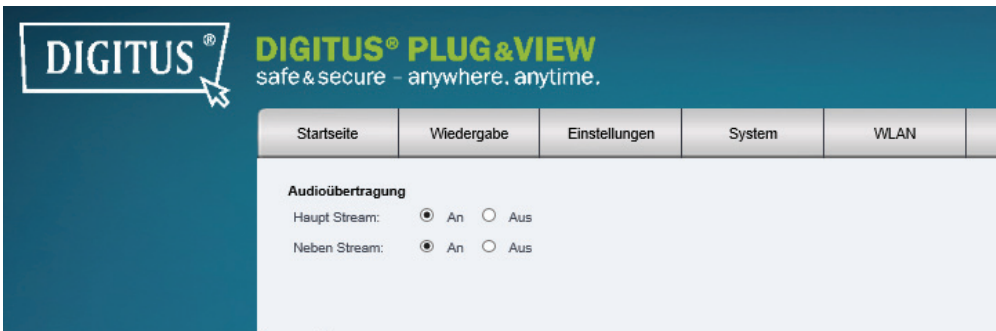 DIGITUS®
DIGITUS® PLUG&VIEW
safe & secure – anywhere. anytime.
Startseite Wiedergabe Einstellungen System WLAN
Audioübertragung
Haupt Stream: An Aus
Neben Stream: An Aus